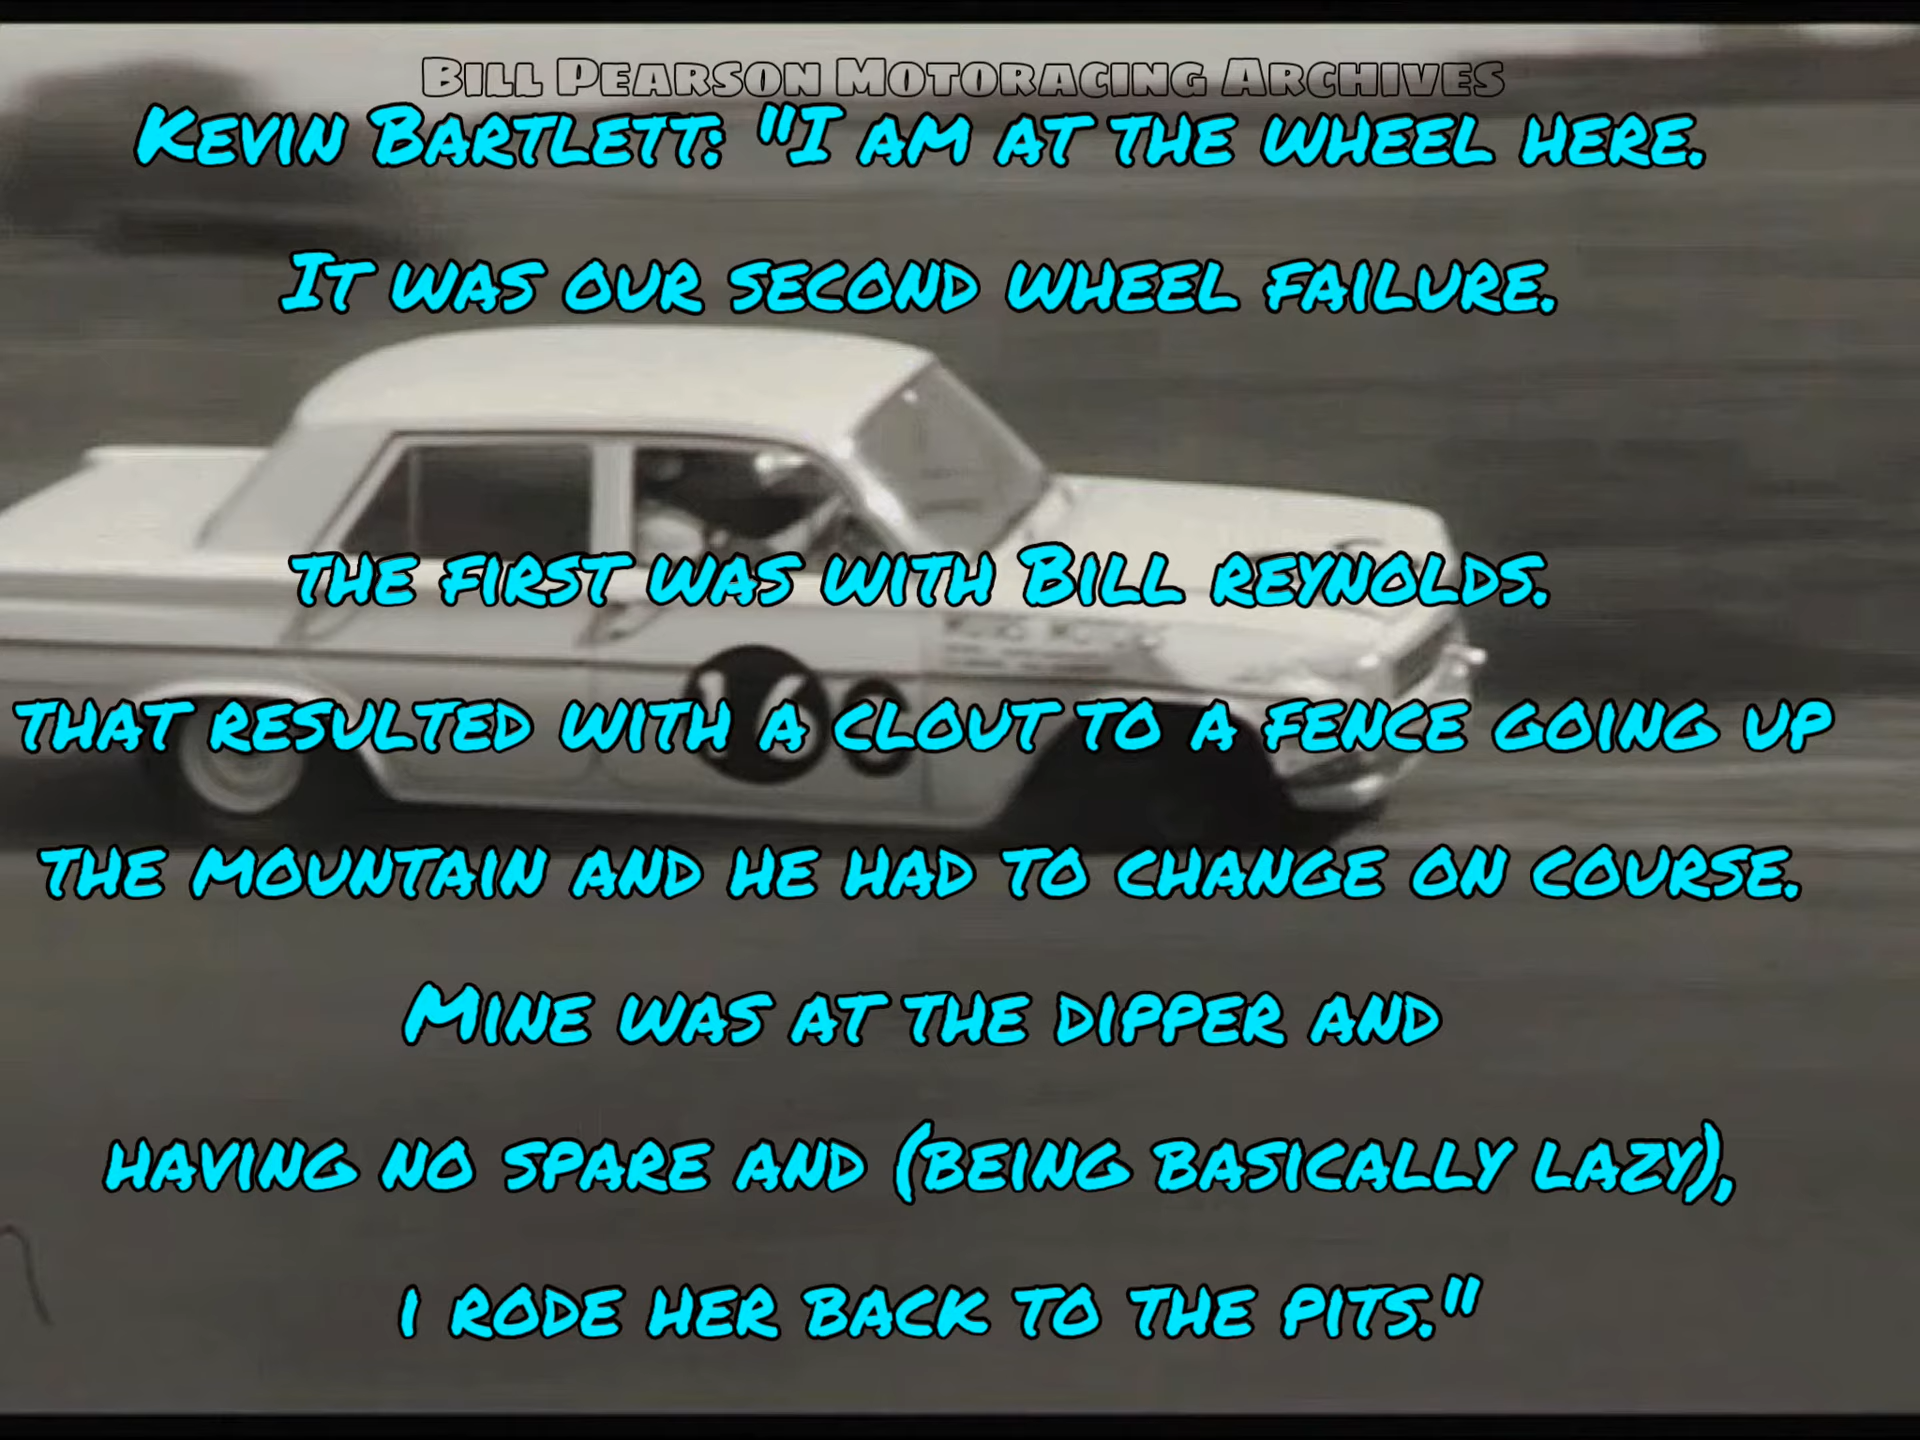 Bill Pearson Motoracing Archives
Kevin Bartlett: "I am at the wheel here.
It was our second wheel failure.
the first was with Bill reynolds.
that resulted with a clout to a fence going up
the mountain and he had to change on course.
Mine was at the dipper and
having no spare and (being basically lazy),
i rode her back to the pits."
16